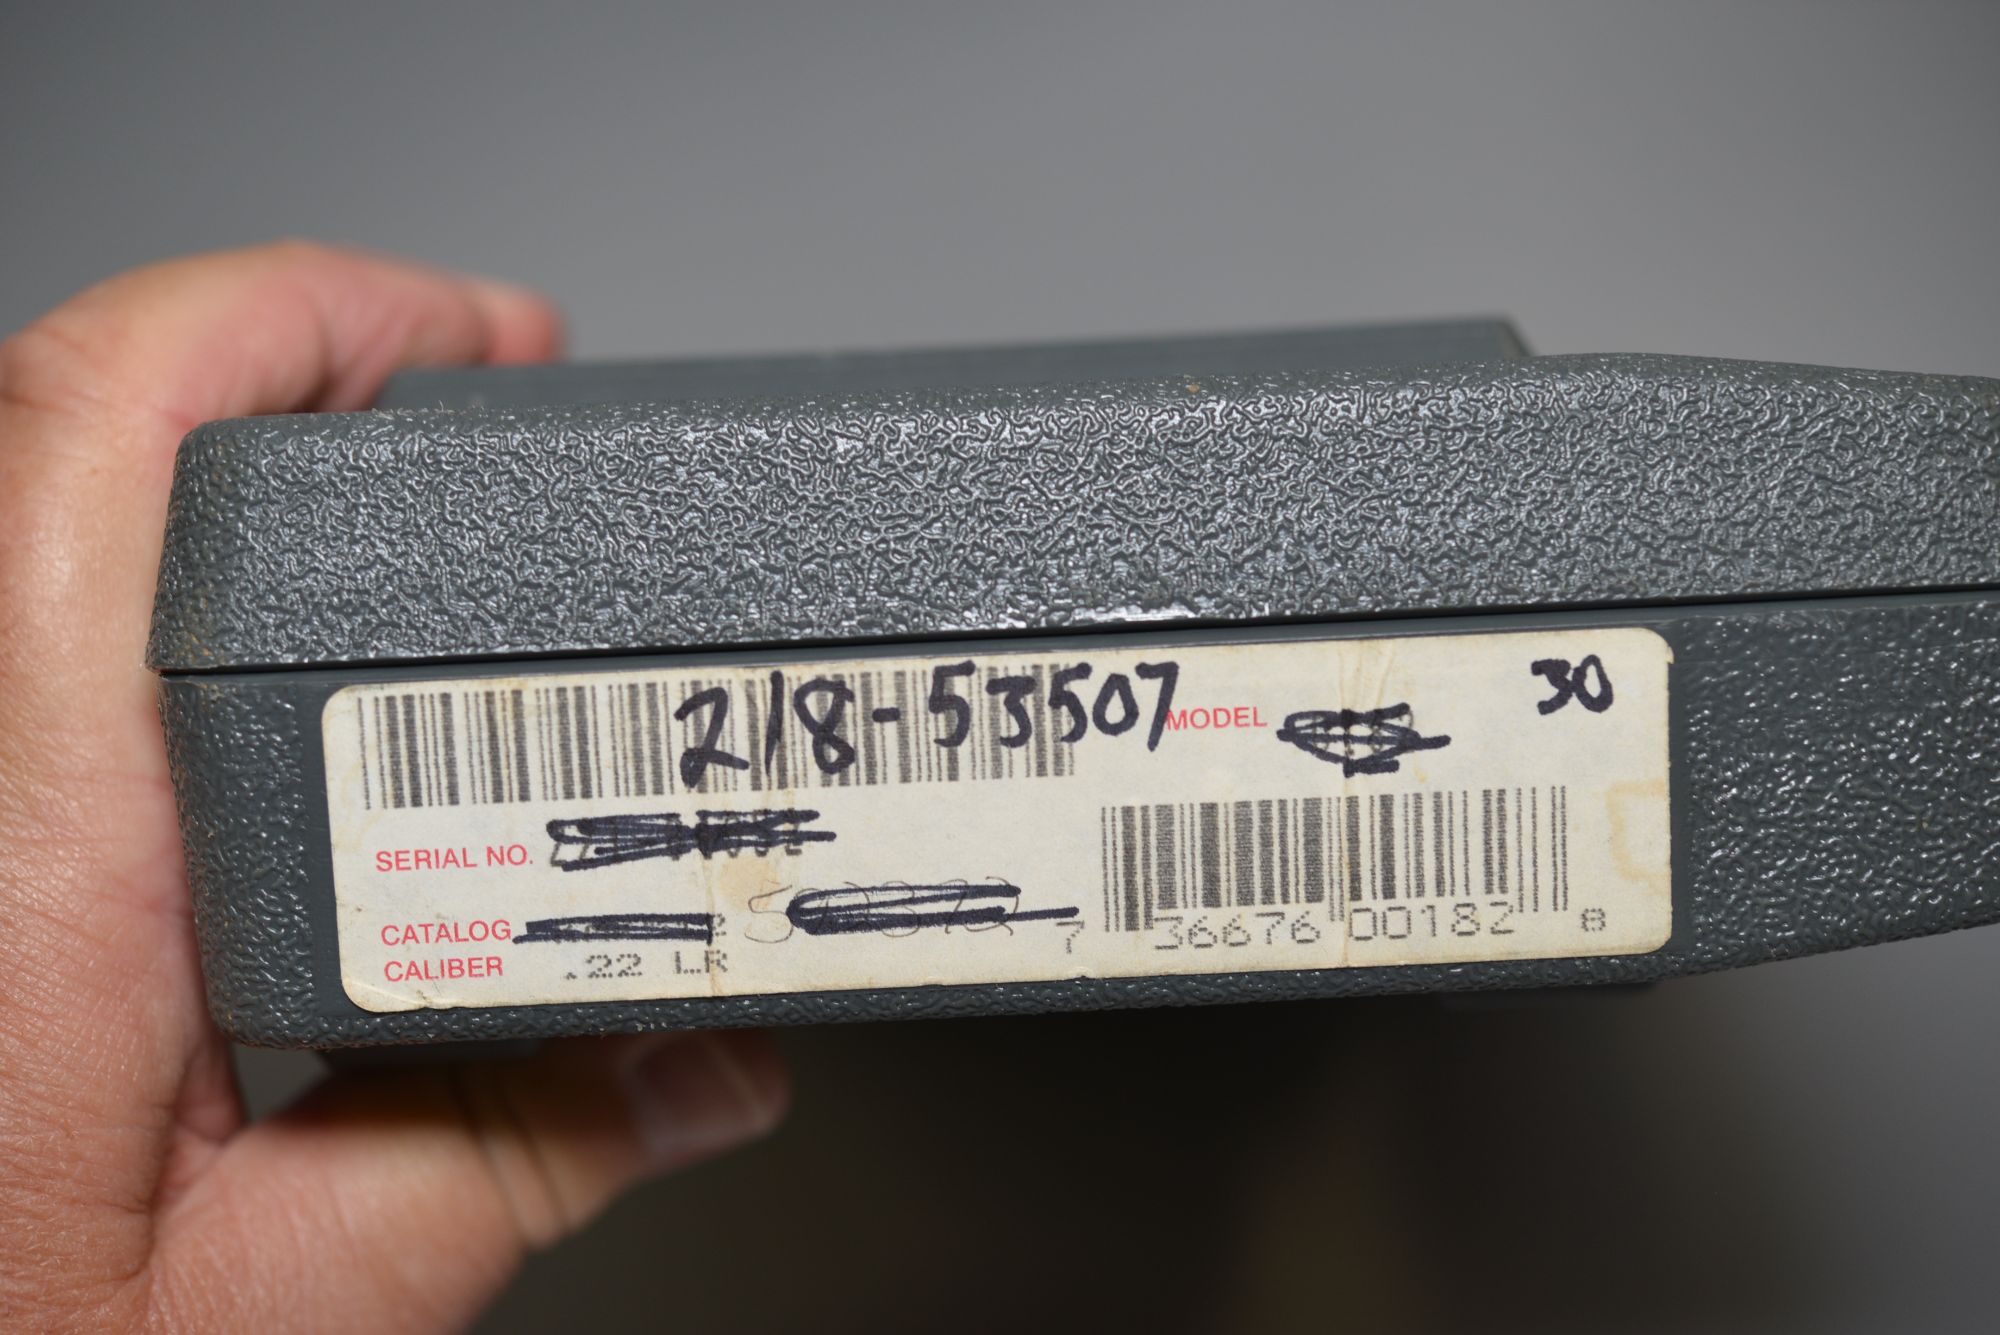 218-53507
MODEL 30
SERIAL NO.
CATALOG
CALIBER .22 LR
7 36676 00182 8